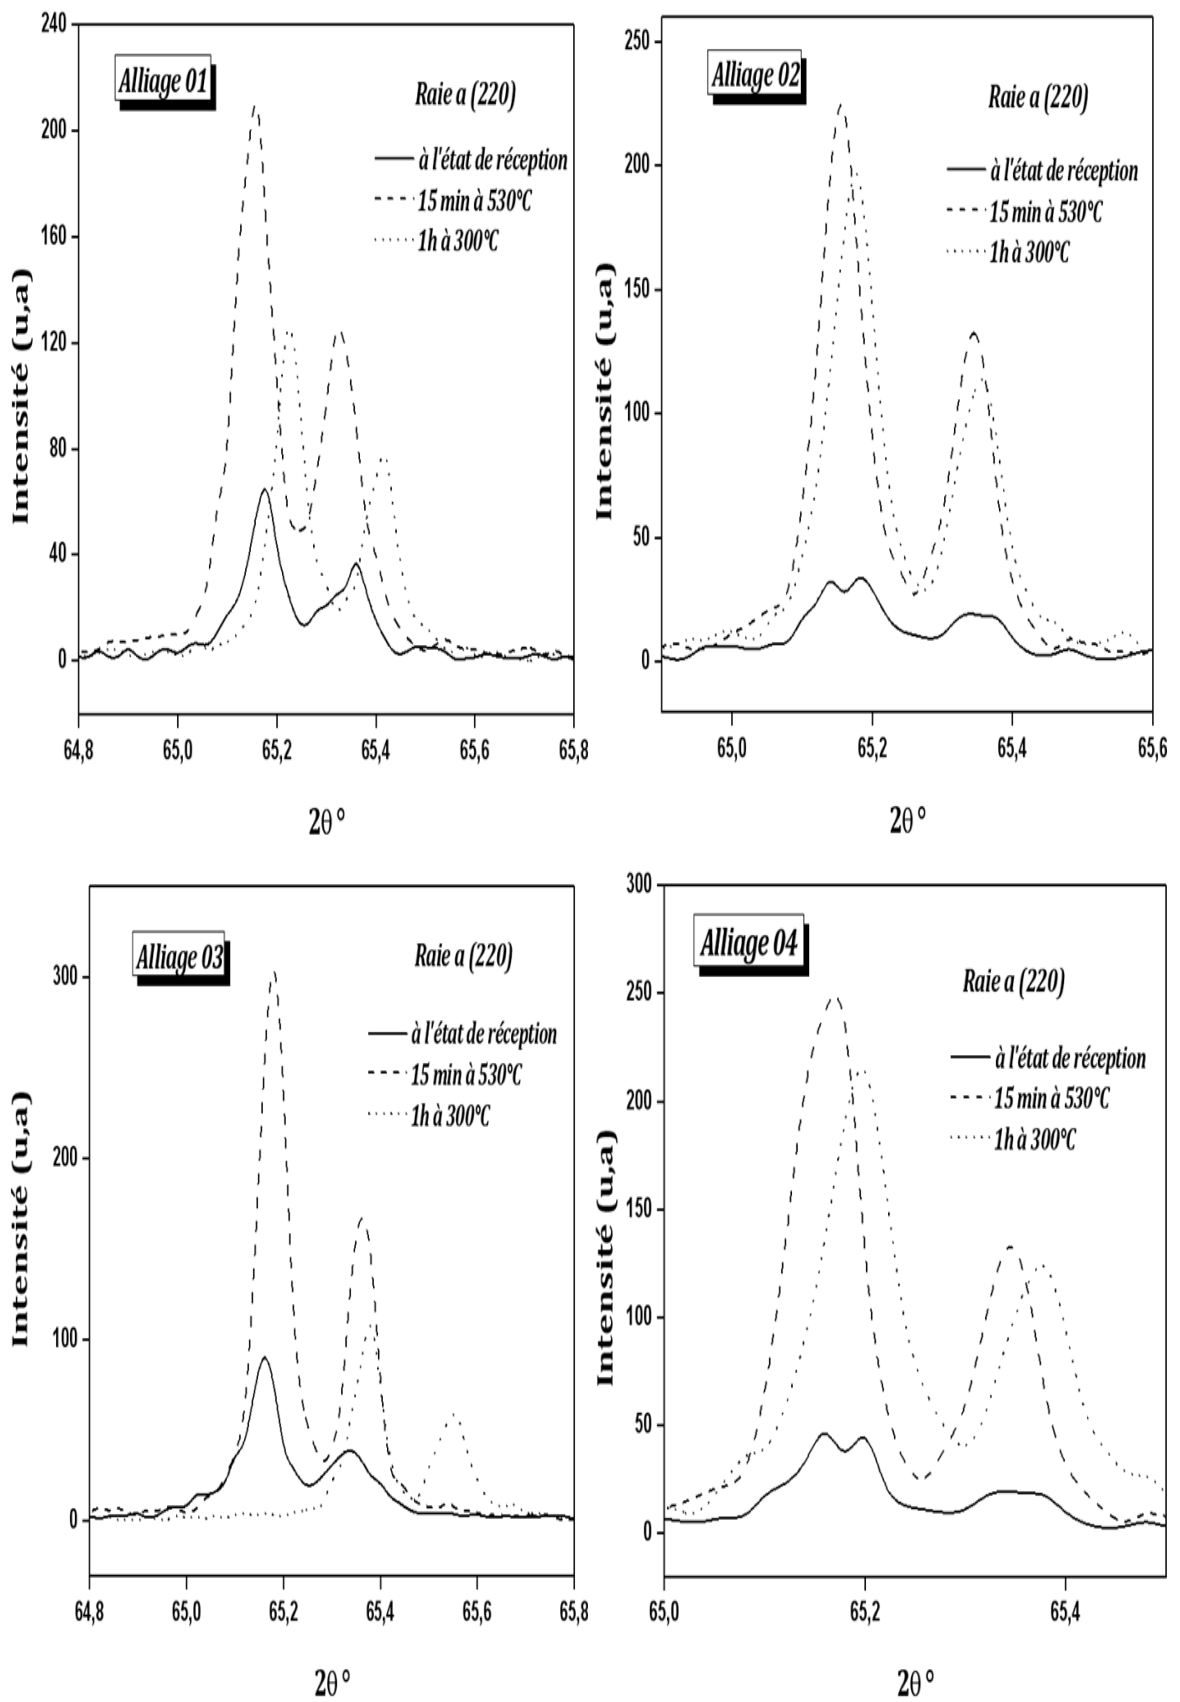 Alliage 01
Raie a (220)
à l'état de réception
15 min à 530°C
1h à 300°C
Intensité (u,a)
240
200
160
120
80
40
0
64,8 65,0 65,2 65,4 65,6 65,8
2θ°
Alliage 02
Raie a (220)
à l'état de réception
15 min à 530°C
1h à 300°C
Intensité (u,a)
250
200
150
100
50
0
65,0 65,2 65,4 65,6
2θ°
Alliage 03
Raie a (220)
à l'état de réception
15 min à 530°C
1h à 300°C
Intensité (u,a)
300
200
100
0
64,8 65,0 65,2 65,4 65,6 65,8
2θ°
Alliage 04
Raie a (220)
à l'état de réception
15 min à 530°C
1h à 300°C
Intensité (u,a)
300
250
200
150
100
50
0
65,0 65,2 65,4
2θ°